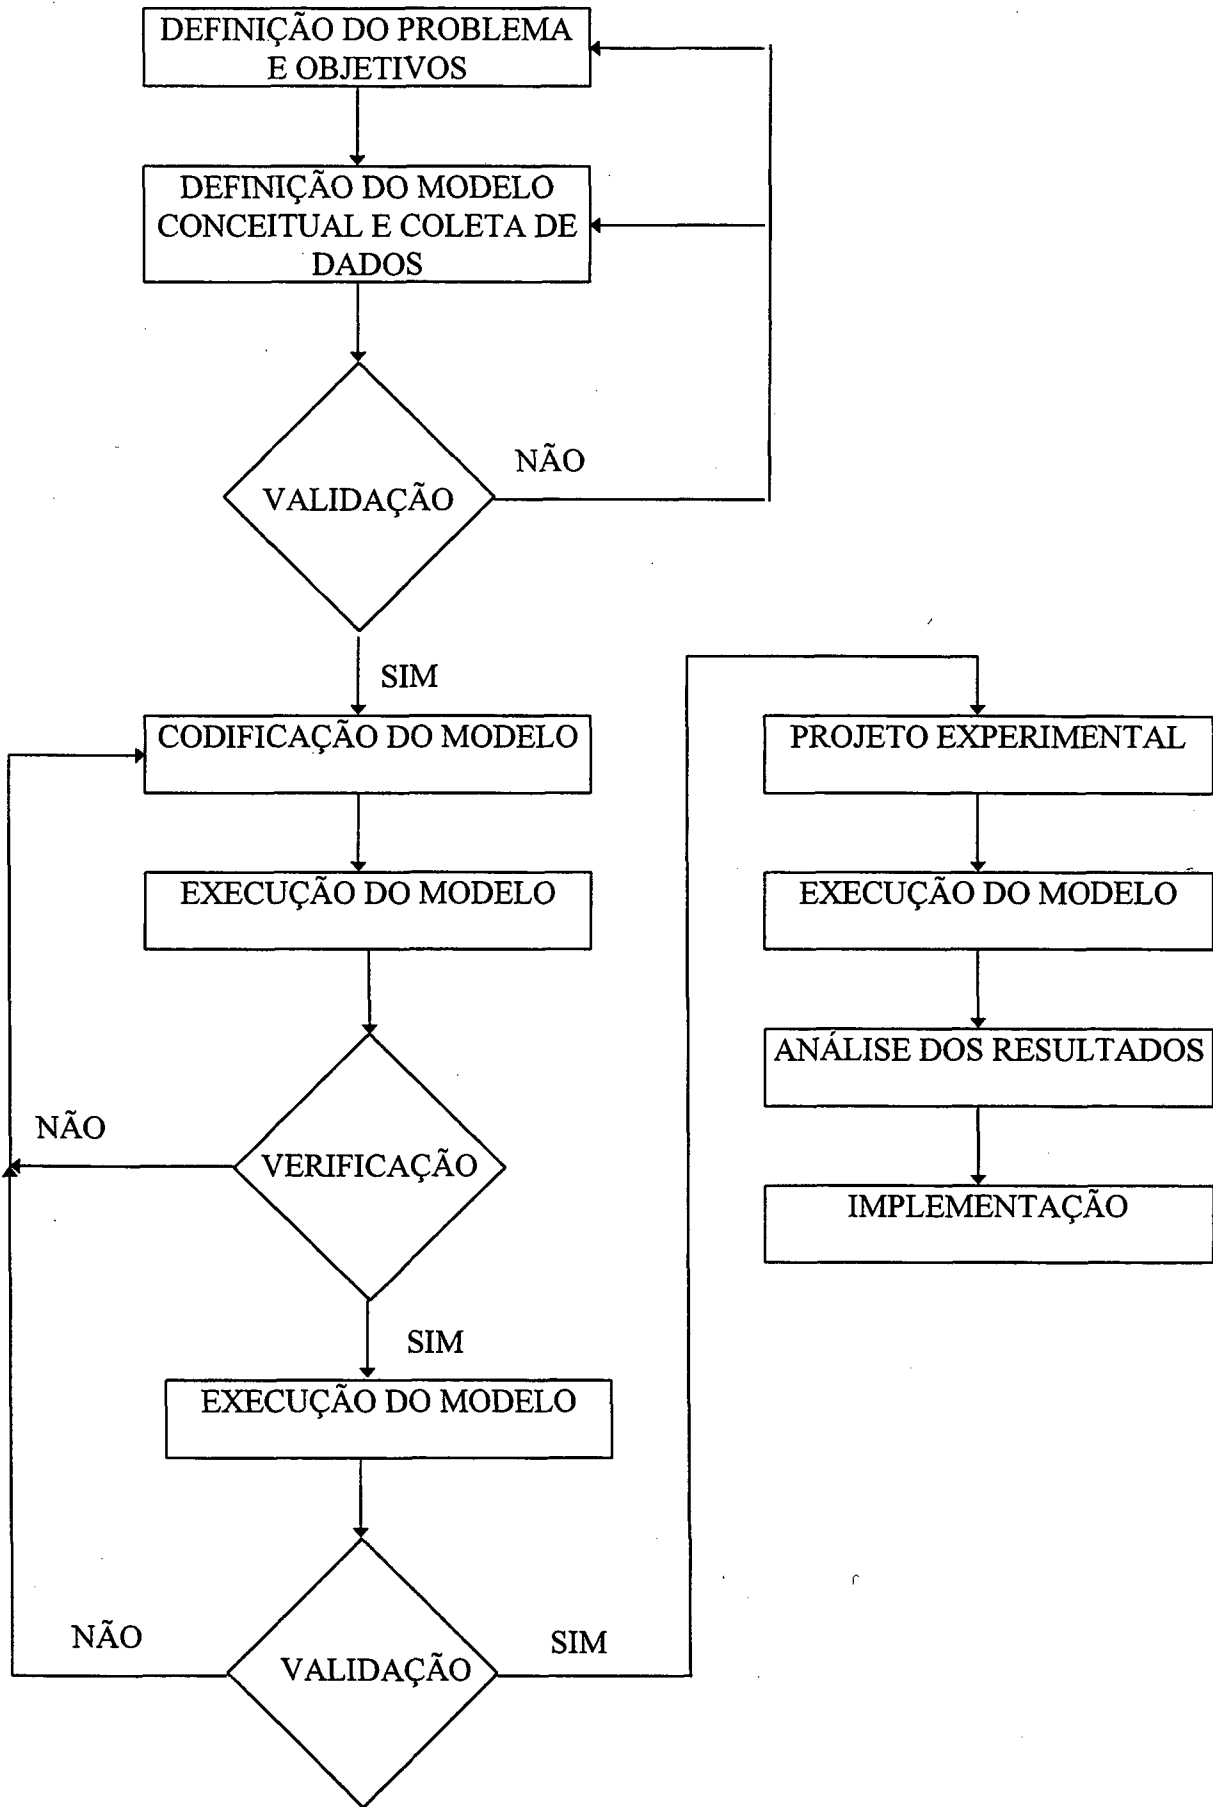 DEFINIÇÃO DO PROBLEMA
E OBJETIVOS
DEFINIÇÃO DO MODELO
CONCEITUAL E COLETA DE
DADOS
NÃO
VALIDAÇÃO
SIM
CODIFICAÇÃO DO MODELO
EXECUÇÃO DO MODELO
NÃO
VERIFICAÇÃO
SIM
EXECUÇÃO DO MODELO
NÃO
VALIDAÇÃO
SIM
PROJETO EXPERIMENTAL
EXECUÇÃO DO MODELO
ANÁLISE DOS RESULTADOS
IMPLEMENTAÇÃO